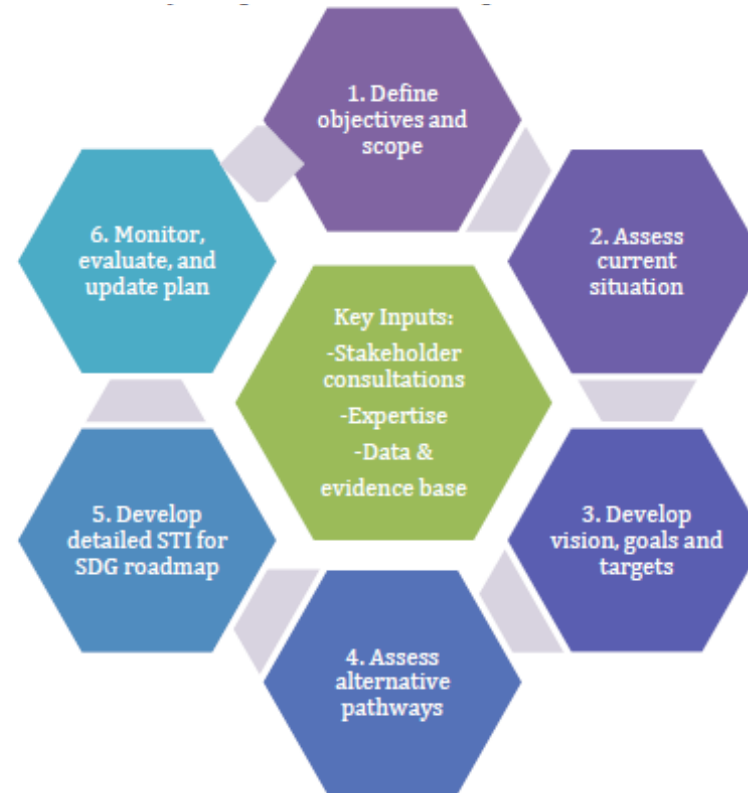 1. Define
objectives and
scope
2. Assess
current
situation
3. Develop
vision, goals and
targets
4. Assess
alternative
pathways
5. Develop
detailed STI for
SDG roadmap
6. Monitor,
evaluate, and
update plan
Key Inputs:
-Stakeholder
consultations
-Expertise
-Data &
evidence base